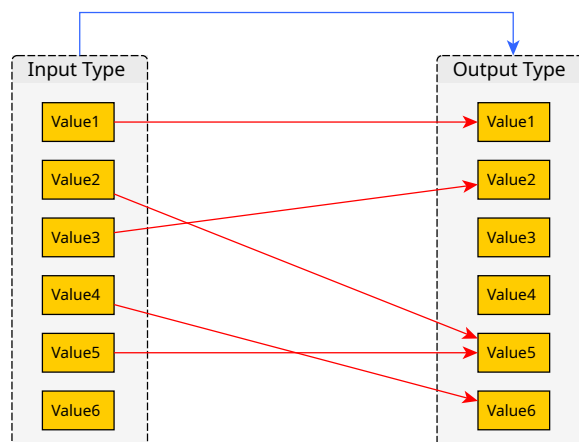 Input Type
Value1
Value2
Value3
Value4
Value5
Value6
Output Type
Value1
Value2
Value3
Value4
Value5
Value6